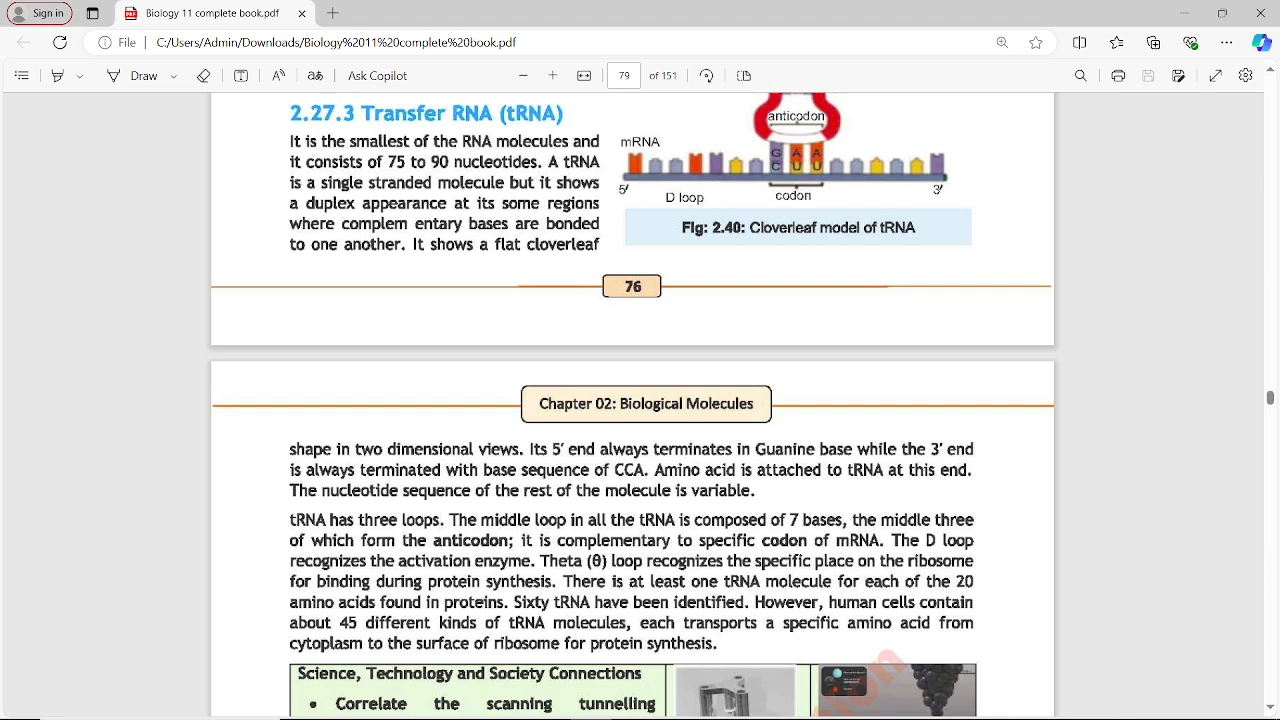 Sign in
Biology 11 complete book.pdf
File
C:/Users/Admin/Downloads/Biology%2011%20complete%20book.pdf
Draw
Ask Copilot
79 of 151
2.27.3 Transfer RNA (tRNA)
It is the smallest of the RNA molecules and
it consists of 75 to 90 nucleotides. A tRNA
is a single stranded molecule but it shows
a duplex appearance at its some regions
where complem entary bases are bonded
to one another. It shows a flat cloverleaf
anticodon
mRNA
G A A
C U U
5′ 3′
D loop
codon
Fig: 2.40: Cloverleaf model of tRNA
76
Chapter 02: Biological Molecules
shape in two dimensional views. Its 5′ end always terminates in Guanine base while the 3′ end
is always terminated with base sequence of CCA. Amino acid is attached to tRNA at this end.
The nucleotide sequence of the rest of the molecule is variable.
tRNA has three loops. The middle loop in all the tRNA is composed of 7 bases, the middle three
of which form the anticodon; it is complementary to specific codon of mRNA. The D loop
recognizes the activation enzyme. Theta (θ) loop recognizes the specific place on the ribosome
for binding during protein synthesis. There is at least one tRNA molecule for each of the 20
amino acids found in proteins. Sixty tRNA have been identified. However, human cells contain
about 45 different kinds of tRNA molecules, each transports a specific amino acid from
cytoplasm to the surface of ribosome for protein synthesis.
Science, Technology and Society Connections
• Correlate the scanning tunnelling